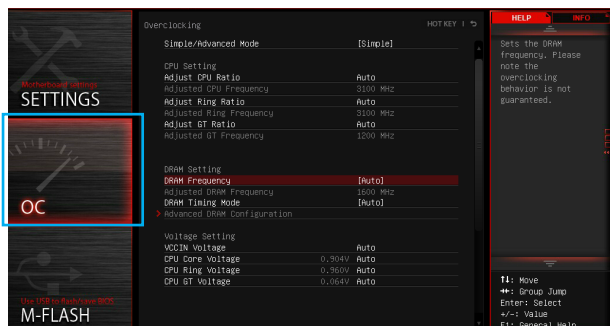 Motherboard settings
SETTINGS
OC
Use USB to flash/save BIOS
M-FLASH
Overclocking
HOT KEY |
Simple/Advanced Mode [Simple]
CPU Setting
Adjust CPU Ratio Auto
Adjusted CPU Frequency 3100 MHz
Adjust Ring Ratio Auto
Adjusted Ring Frequency 3100 MHz
Adjust GT Ratio Auto
Adjusted GT Frequency 1200 MHz
DRAM Setting
DRAM Frequency [Auto]
Adjusted DRAM Frequency 1600 MHz
DRAM Timing Mode [Auto]
> Advanced DRAM Configuration
Voltage Setting
VCCIN Voltage Auto
CPU Core Voltage 0.904V Auto
CPU Ring Voltage 0.960V Auto
CPU GT Voltage 0.064V Auto
HELP
INFO
Sets the DRAM
frequency. Please
note the
overclocking
behavior is not
guaranteed.
↑↓: Move
→←: Group Jump
Enter: Select
+/-: Value
F1: General Help